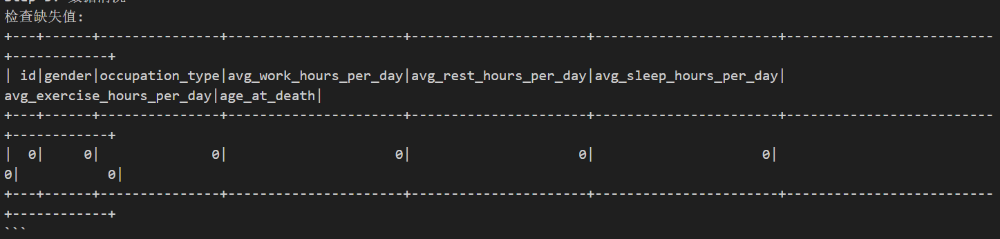 检查缺失值:
+---+------+---------------+----------------------+----------------------+-----------------------+--------------------------
+------------+
| id|gender|occupation_type|avg_work_hours_per_day|avg_rest_hours_per_day|avg_sleep_hours_per_day|
avg_exercise_hours_per_day|age_at_death|
+---+------+---------------+----------------------+----------------------+-----------------------+--------------------------
+------------+
|  0|     0|              0|                     0|                     0|                      0|
0|           0|
+---+------+---------------+----------------------+----------------------+-----------------------+--------------------------
+------------+
```